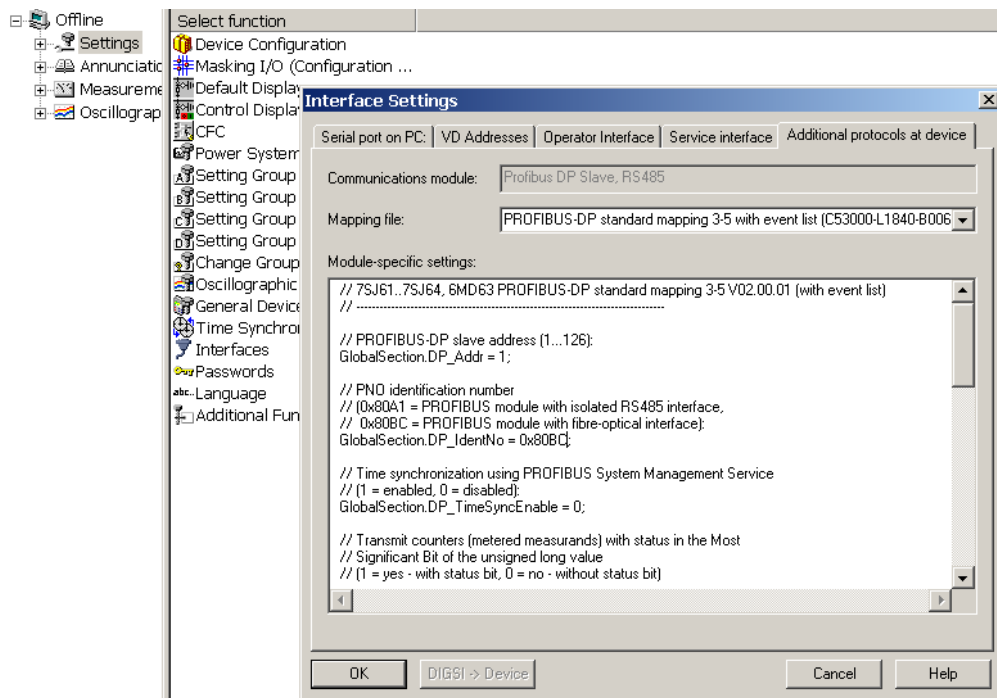 Offline
Settings
Annunciatic
Measureme
Oscillograp
Select function
Device Configuration
Masking I/O (Configuration ...
Default Display
Control Displa
CFC
Power System
Setting Group
Setting Group
Setting Group
Setting Group
Change Group
Oscillographic
General Device
Time Synchron
Interfaces
Passwords
Language
Additional Fun
Interface Settings
Serial port on PC:
VD Addresses
Operator Interface
Service interface
Additional protocols at device
Communications module:
Profibus DP Slave, RS485
Mapping file:
PROFIBUS-DP standard mapping 3-5 with event list (C53000-L1840-B006
Module-specific settings:
// 7SJ61..7SJ64, 6MD63 PROFIBUS-DP standard mapping 3-5 V02.00.01 (with event list)
// -----------------------------------------------------------------------
// PROFIBUS-DP slave address (1...126):
GlobalSection.DP_Addr = 1;
// PNO identification number
// (0x80A1 = PROFIBUS module with isolated RS485 interface,
// 0x80BC = PROFIBUS module with fibre-optical interface):
GlobalSection.DP_IdentNo = 0x80BC;
// Time synchronization using PROFIBUS System Management Service
// (1 = enabled, 0 = disabled):
GlobalSection.DP_TimeSyncEnable = 0;
// Transmit counters (metered measurands) with status in the Most
// Significant Bit of the unsigned long value
// (1 = yes - with status bit, 0 = no - without status bit)
OK
DIGSI -> Device
Cancel
Help